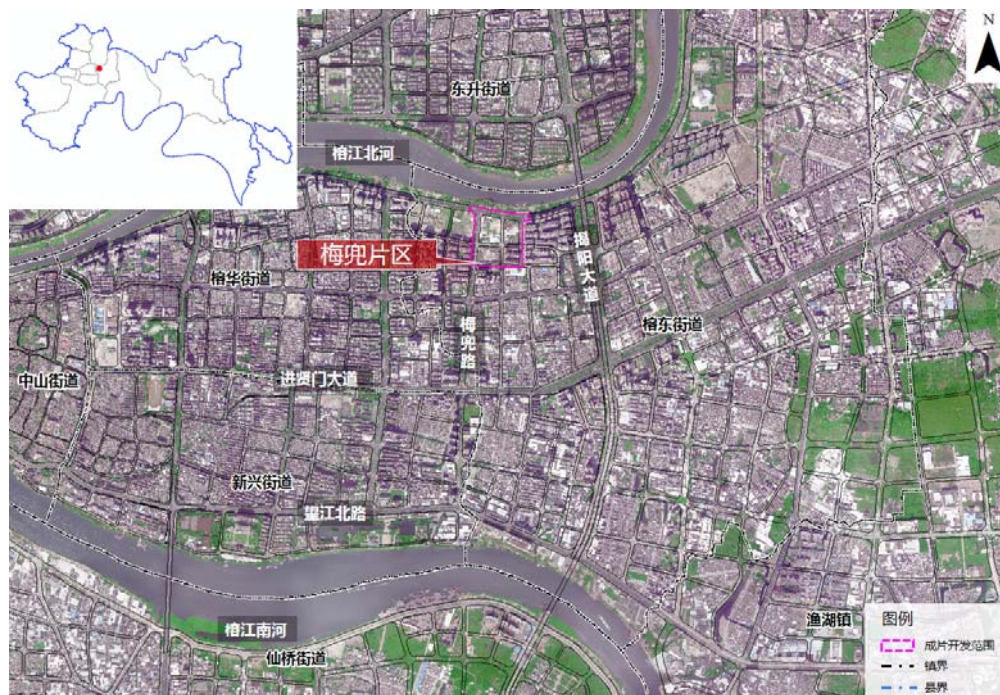 N
东升街道
榕江北河
梅兜片区
揭阳大道
榕华街道
榕东街道
梅兜路
中山街道
进贤门大道
新兴街道
望江北路
榕江南河
仙桥街道
渔湖镇
图例
成片开发范围
镇界
县界